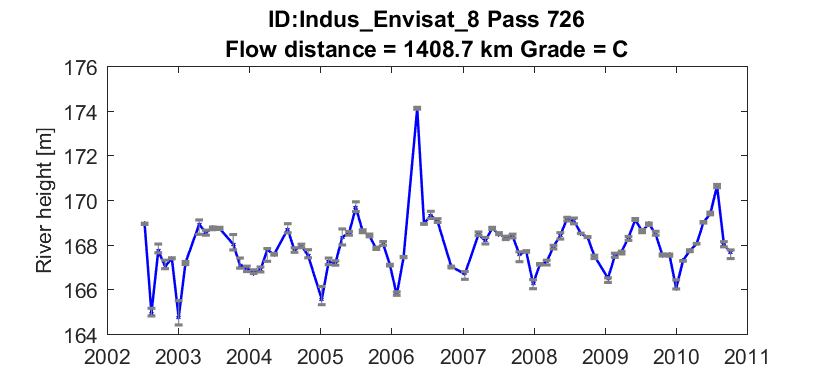 ID:Indus_Envisat_8 Pass 726
Flow distance = 1408.7 km Grade = C
River height [m]
176
174
172
170
168
166
164
2002 2003 2004 2005 2006 2007 2008 2009 2010 2011